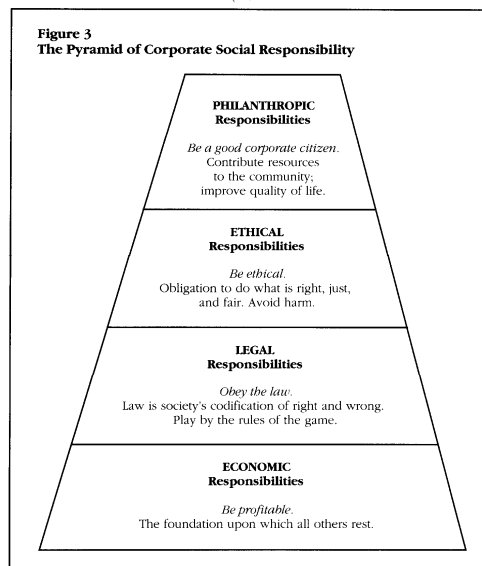 Figure 3
The Pyramid of Corporate Social Responsibility
PHILANTHROPIC
Responsibilities
Be a good corporate citizen.
Contribute resources
to the community;
improve quality of life.
ETHICAL
Responsibilities
Be ethical.
Obligation to do what is right, just,
and fair. Avoid harm.
LEGAL
Responsibilities
Obey the law.
Law is society's codification of right and wrong.
Play by the rules of the game.
ECONOMIC
Responsibilities
Be profitable.
The foundation upon which all others rest.